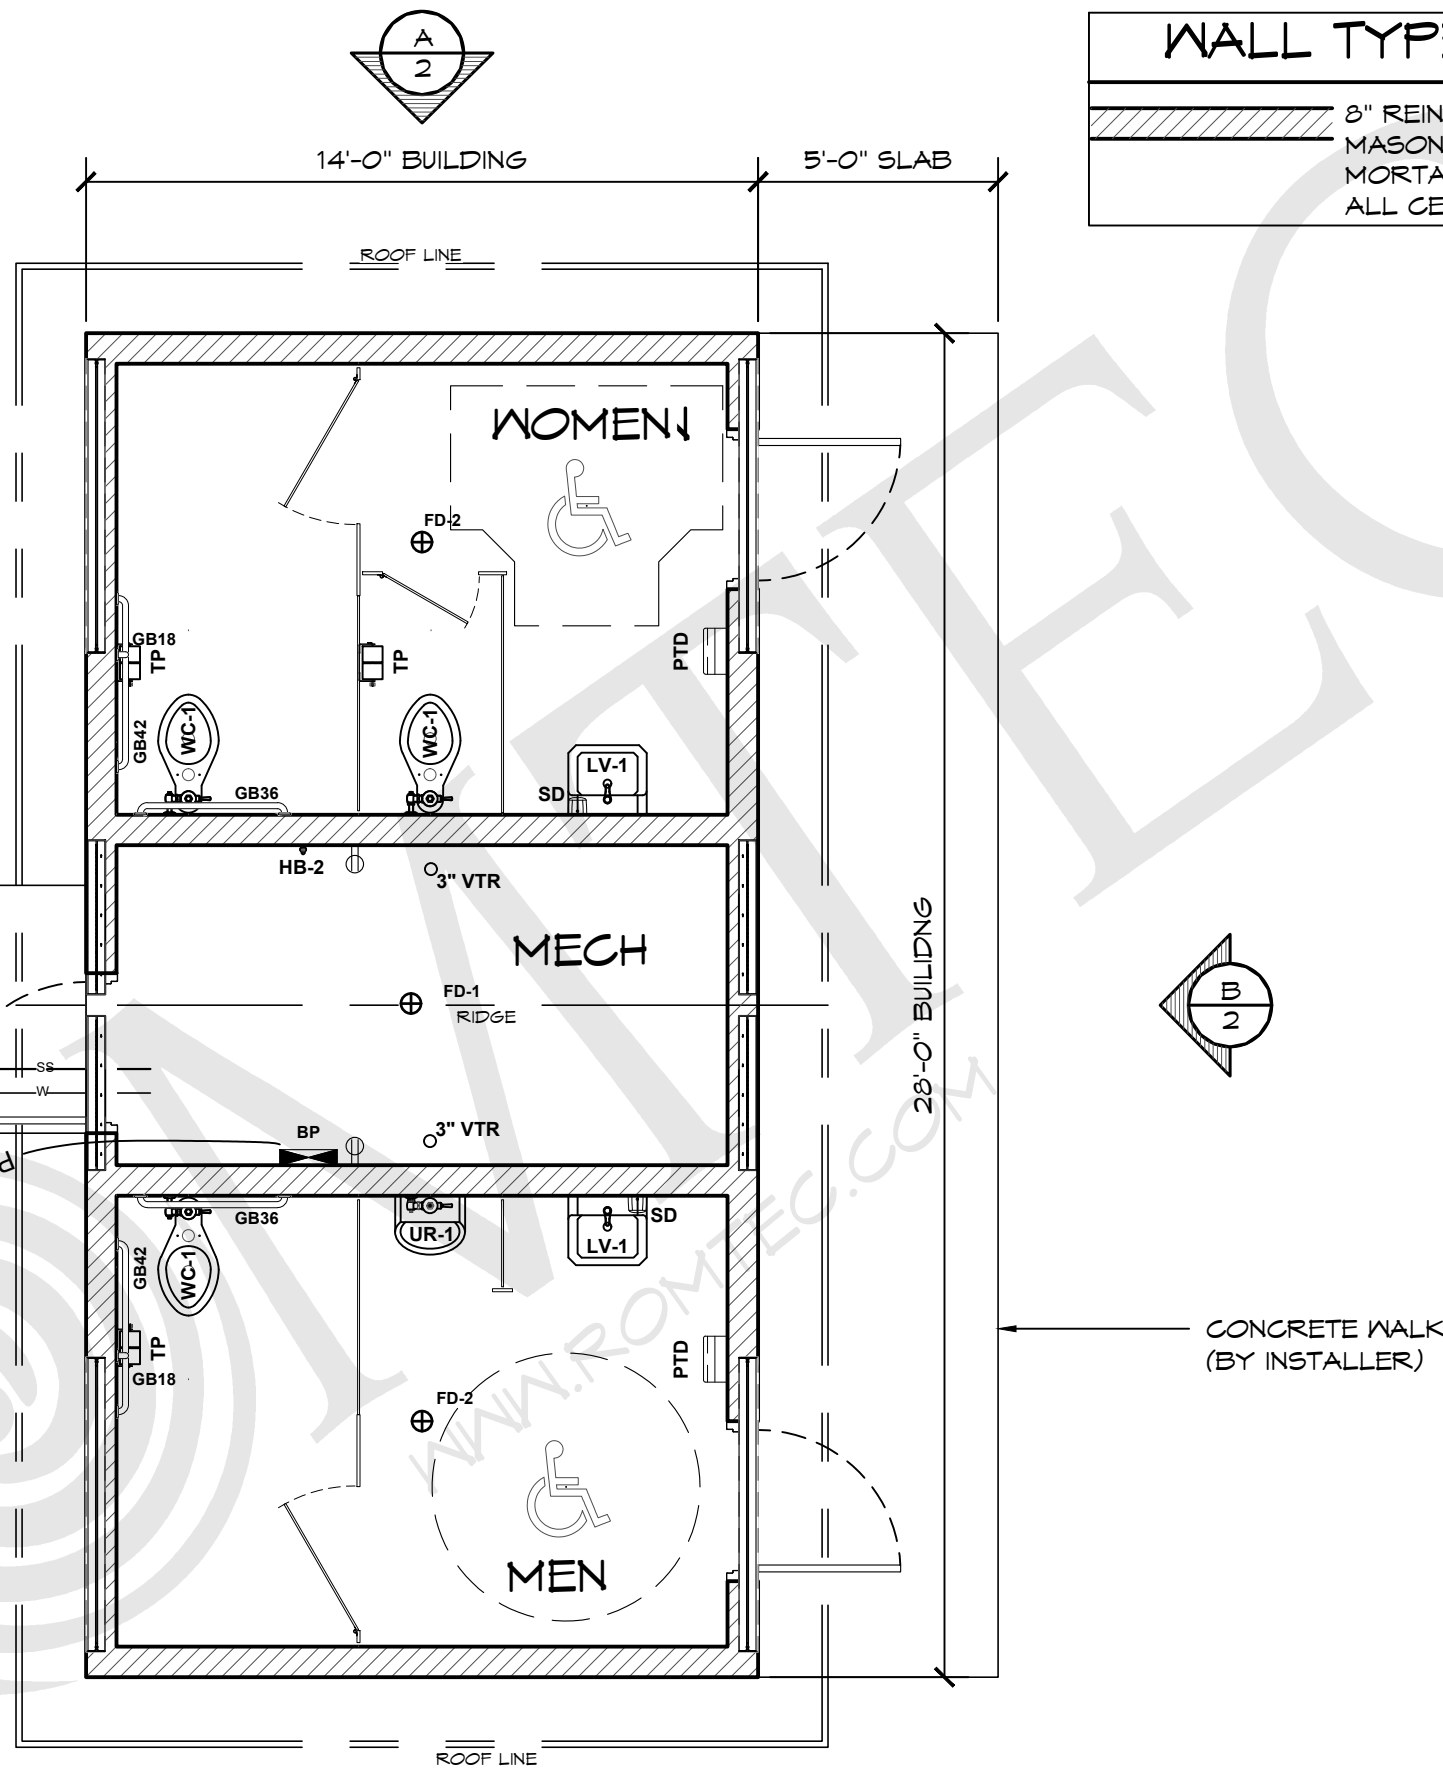 A
2
WALL TYP
8" REIN
MASON
MORTA
ALL CE
14'-0" BUILDING
5'-0" SLAB
ROOF LINE
WOMEN
FD-2
GB18
TP
TP
PTD
GB42
WC-1
WC-1
LV-1
SD
GB36
HB-2
3" VTR
MECH
FD-1
RIDGE
28'-0" BUILIDNG
B
2
SS
W
BP
3" VTR
P
GB36
UR-1
SD
LV-1
GB42
WC-1
TP
GB18
PTD
FD-2
CONCRETE WALK
(BY INSTALLER)
MEN
ROOF LINE
WWW.ROMTEC.COM
MTEC